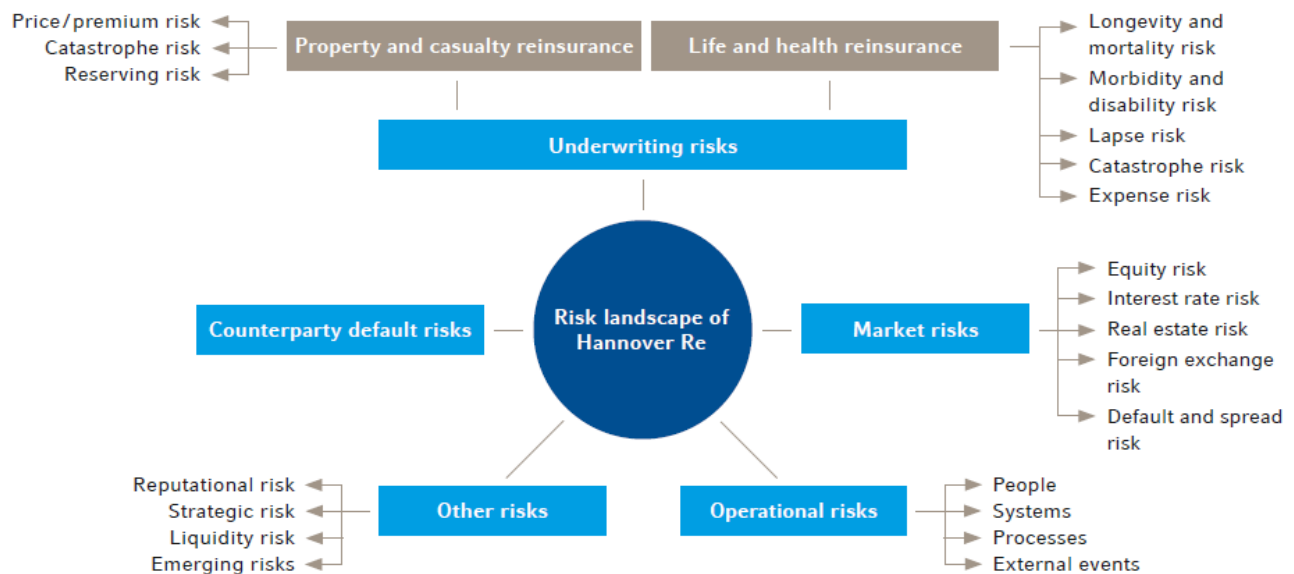 Price/premium risk
Catastrophe risk
Reserving risk
Property and casualty reinsurance
Life and health reinsurance
Longevity and
mortality risk
Morbidity and
disability risk
Lapse risk
Catastrophe risk
Expense risk
Underwriting risks
Counterparty default risks
Risk landscape of
Hannover Re
Market risks
Equity risk
Interest rate risk
Real estate risk
Foreign exchange
risk
Default and spread
risk
Reputational risk
Strategic risk
Liquidity risk
Emerging risks
Other risks
Operational risks
People
Systems
Processes
External events